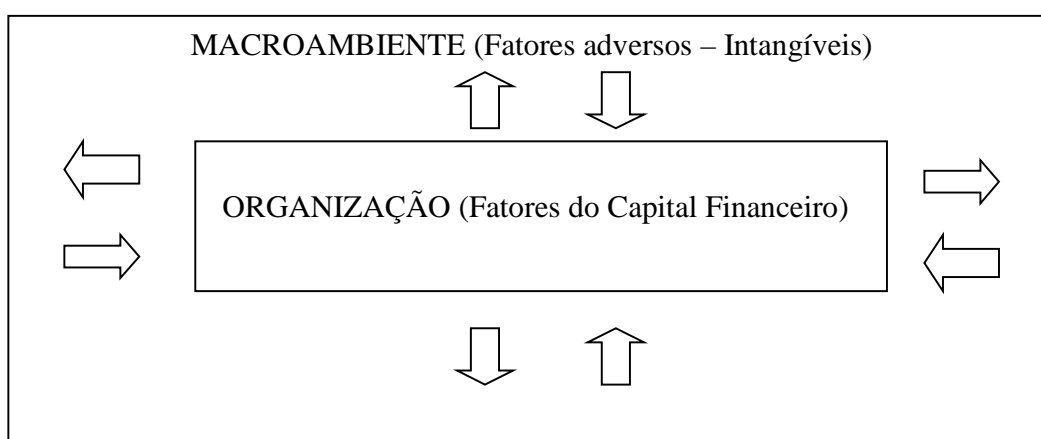 MACROAMBIENTE (Fatores adversos – Intangíveis)
ORGANIZAÇÃO (Fatores do Capital Financeiro)